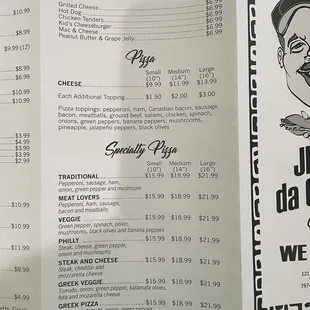 $10.99
$8.99
$9.99 (12)
$8.99
$6.99
$10.99
$10.99
$3.99
$4.99
$3.99
$3.99
$2.99
$10.99
$10.99
$11.99
$8.99
$4.99
Grilled Cheese $6.99
Hot Dog $6.99
Chicken Tenders $6.99
Kid's Cheeseburger $6.99
Mac & Cheese $6.99
Peanut Butter & Grape Jelly $6.99
Pizza
Small (10") Medium (14") Large (16")
CHEESE $9.99 $11.99 $13.99
Each Additional Topping $1.50 $2.00 $3.00
Pizza toppings: pepperoni, ham, Canadian bacon, sausage,
bacon, meatballs, ground beef, salami, chicken, spinach,
onions, green peppers, banana peppers, mushrooms,
pineapple, jalapeño peppers, black olives
Specialty Pizza
Small (10") Medium (14") Large (16")
TRADITIONAL $15.99 $18.99 $21.99
Pepperoni, sausage, ham,
onion, green pepper and mushroom
MEAT LOVERS $15.99 $18.99 $21.99
Pepperoni, ham, sausage,
bacon and meatballs
VEGGIE $15.99 $18.99 $21.99
Green pepper, spinach, onion,
mushrooms, black olives and banana peppers
PHILLY $15.99 $18.99 $21.99
Steak, cheese, green pepper,
onion and mushrooms
STEAK AND CHEESE $15.99 $18.99 $21.99
Steak, cheddar and
mozzarella cheese
GREEK VEGGIE $15.99 $18.99 $21.99
Tomato, onion, green pepper, kalamata olives,
feta and mozzarella cheese
GREEK PIZZA $15.99 $18.99 $21.99
da
WE
121
757-